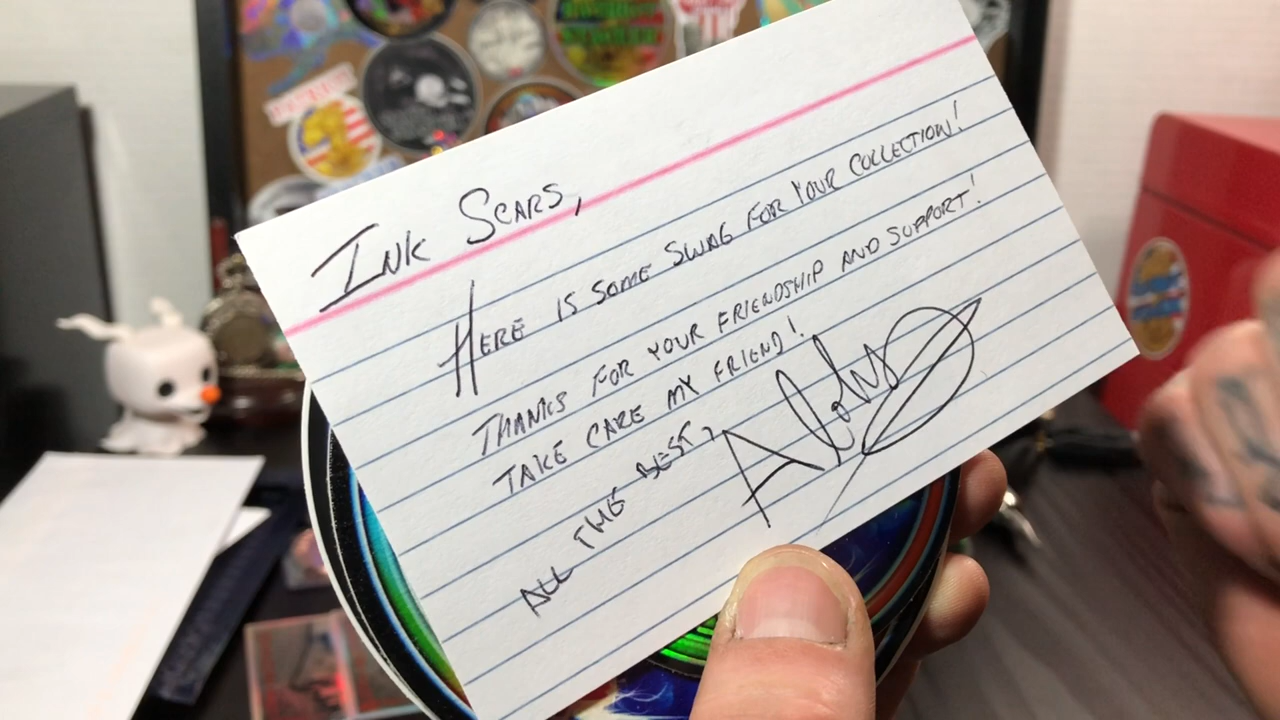 INK SCARS,
HERE IS SOME SWAG FOR YOUR COLLECTION!
THANKS FOR YOUR FRIENDSHIP AND SUPPORT!
TAKE CARE MY FRIEND!
ALL THE BEST,